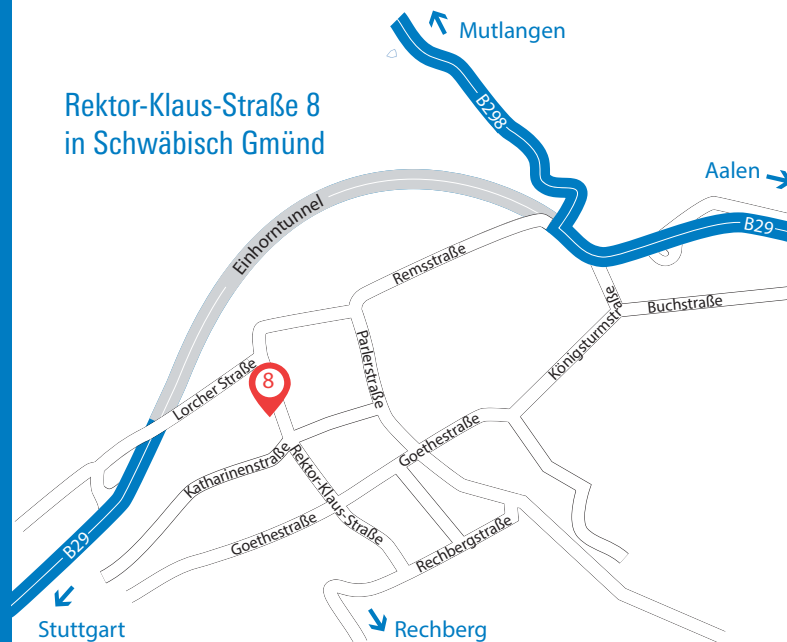 Mutlangen
Rektor-Klaus-Straße 8
in Schwäbisch Gmünd
B298
Aalen
Einhorntunnel
B29
Remsstraße
Königsturmstraße
Buchstraße
Parlerstraße
Lorcher Straße
8
Goethestraße
Katharinenstraße
Rektor-Klaus-Straße
Goethestraße
Rechbergstraße
B29
Stuttgart
Rechberg